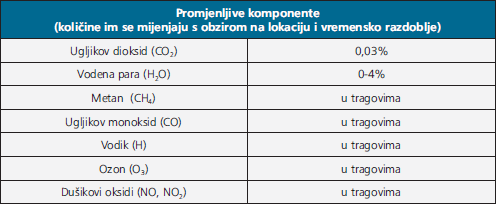 Promjenljive komponente
(količine im se mijenjaju s obzirom na lokaciju i vremensko razdoblje)
Ugljikov dioksid (CO₂) 0,03%
Vodena para (H₂O) 0-4%
Metan (CH₄) u tragovima
Ugljikov monoksid (CO) u tragovima
Vodik (H) u tragovima
Ozon (O₃) u tragovima
Dušikovi oksidi (NO, NO₂) u tragovima